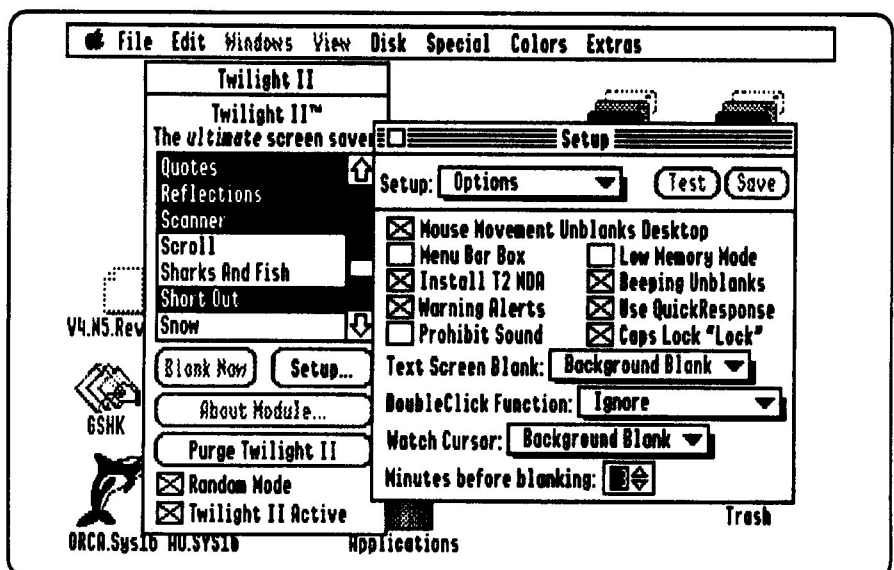 File Edit Windows View Disk Special Colors Extras
Twilight II
Twilight II™
The ultimate screen saver
Quotes
Reflections
Scanner
Scroll
Sharks And Fish
Short Out
Snow
Blank Now Setup...
About Module...
Purge Twilight II
Random Mode
Twilight II Active
Setup
Setup: Options Test Save
Mouse Movement Unblanks Desktop
Menu Bar Box Low Memory Mode
Install T2 NDA Beeping Unblanks
Warning Alerts Use QuickResponse
Prohibit Sound Caps Lock "Lock"
Text Screen Blank: Background Blank
DoubleClick Function: Ignore
Watch Cursor: Background Blank
Minutes before blanking: 3
V4.N5.Rev
GSHK
ORCA.Sys16 HU.SYS16 Applications
Trash